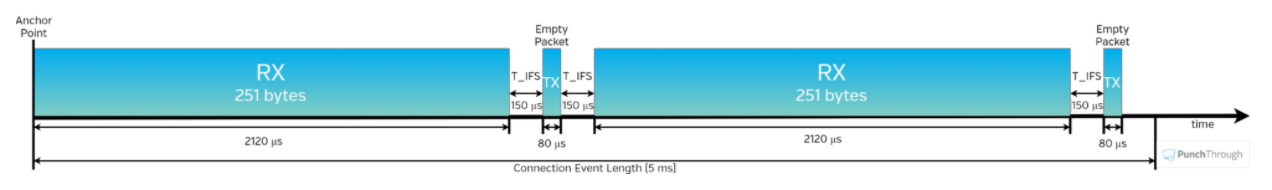 Anchor
Point
Empty
Packet
Empty
Packet
RX
251 bytes
T_IFS
TX
T_IFS
RX
251 bytes
T_IFS
TX
150 μs
150 μs
150 μs
2120 μs
80 μs
2120 μs
80 μs
time
Connection Event Length (5 ms)
PunchThrough